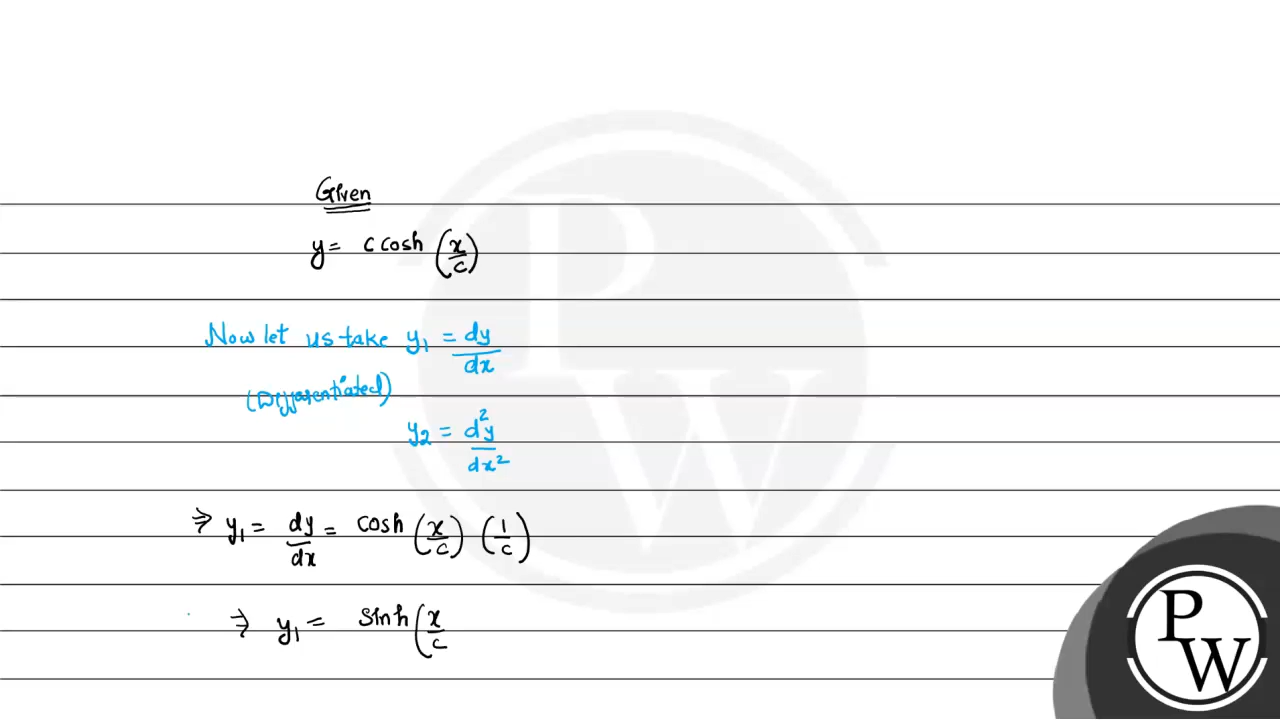 Given
y = c cosh (x/c)
Now let us take y₁ = dy/dx
(Differentiated)
y₂ = d²y/dx²
⇒ y₁ = dy/dx = cosh (x/c) (1/c)
⇒ y₁ = sinh (x/c
P
W